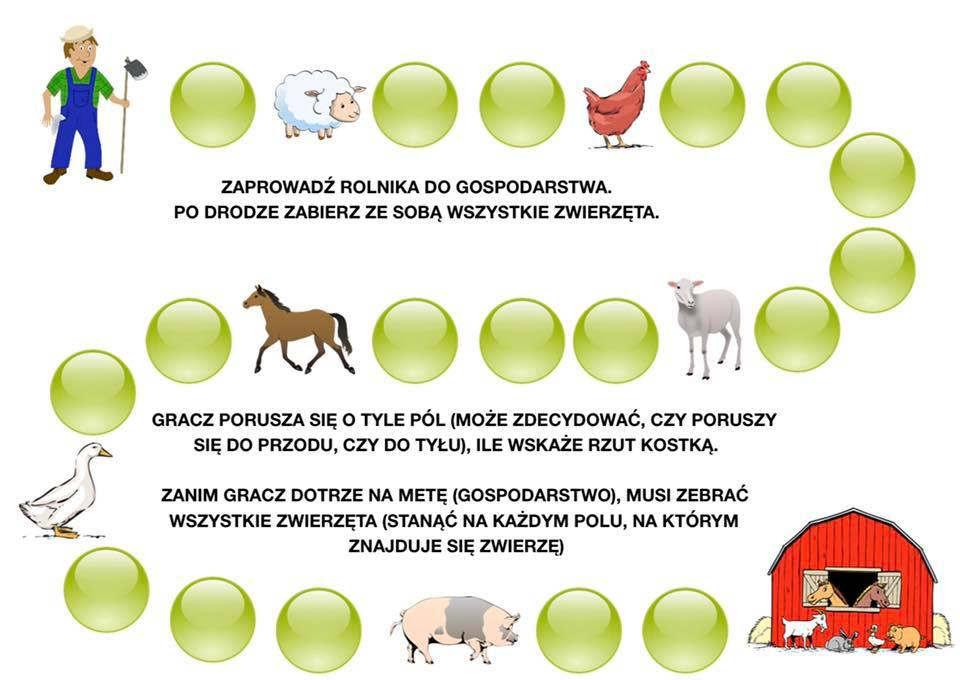 ZAPROWADŹ ROLNIKA DO GOSPODARSTWA.
PO DRODZE ZABIERZ ZE SOBĄ WSZYSTKIE ZWIERZĘTA.
GRACZ PORUSZA SIĘ O TYLE PÓL (MOŻE ZDECYDOWAĆ, CZY PORUSZY
SIĘ DO PRZODU, CZY DO TYŁU), ILE WSKAŻE RZUT KOSTKĄ.
ZANIM GRACZ DOTRZE NA METĘ (GOSPODARSTWO), MUSI ZEBRAĆ
WSZYSTKIE ZWIERZĘTA (STANĄĆ NA KAŻDYM POLU, NA KTÓRYM
ZNAJDUJE SIĘ ZWIERZĘ)